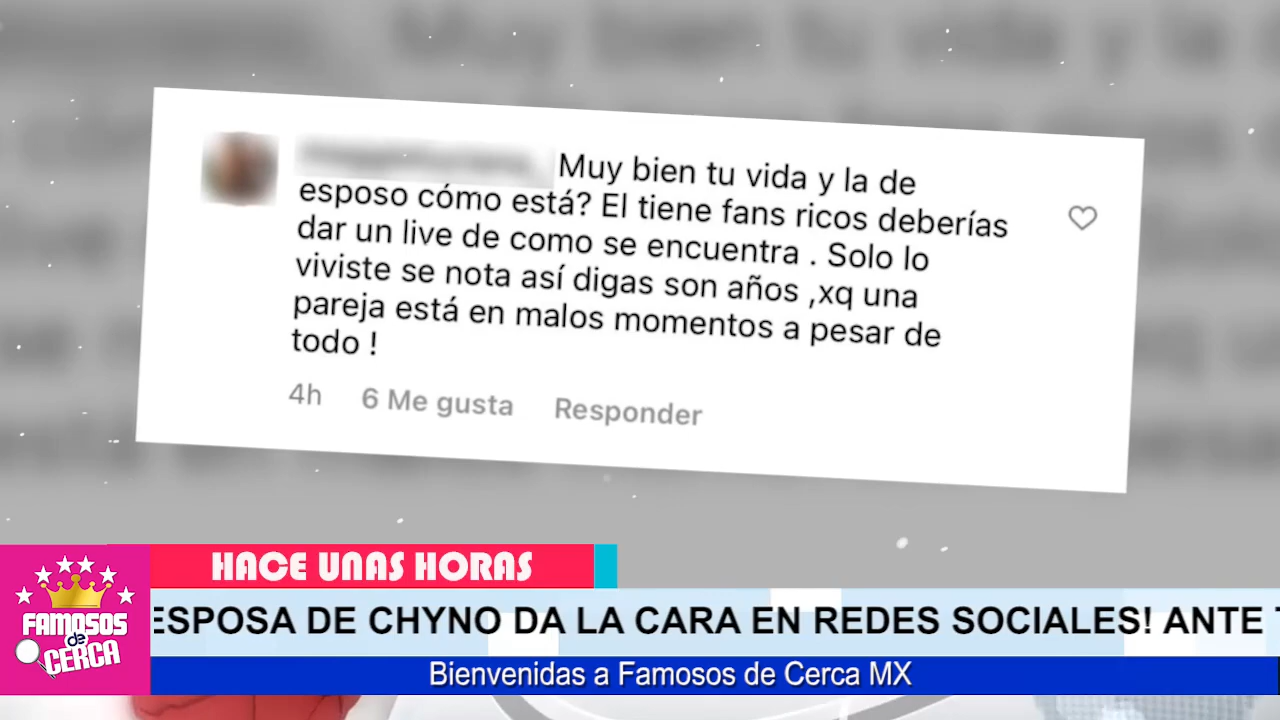 Muy bien tu vida y la de
esposo cómo está? El tiene fans ricos deberías
dar un live de como se encuentra . Solo lo
viviste se nota así digas son años ,xq una
pareja está en malos momentos a pesar de
todo !
4h 6 Me gusta Responder
HACE UNAS HORAS
ESPOSA DE CHYNO DA LA CARA EN REDES SOCIALES! ANTE
Bienvenidas a Famosos de Cerca MX
FAMOSOS
de
CERCA